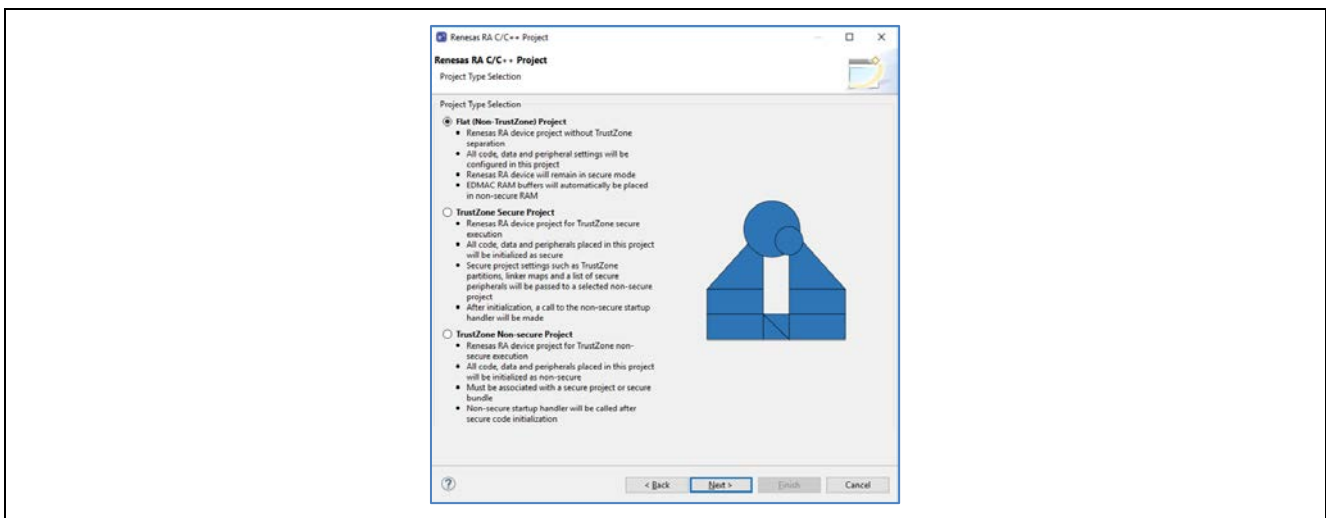 Renesas RA C/C++ Project
Renesas RA C/C++ Project
Project Type Selection
Project Type Selection
Flat (Non-TrustZone) Project
• Renesas RA device project without TrustZone
separation
• All code, data and peripheral settings will be
configured in this project
• Renesas RA device will remain in secure mode
• EDMAC RAM buffers will automatically be placed
in non-secure RAM
TrustZone Secure Project
• Renesas RA device project for TrustZone secure
execution
• All code, data and peripherals placed in this project
will be initialized as secure
• Secure project settings such as TrustZone
partitions, linker maps and a list of secure
peripherals will be passed to a selected non-secure
project
• After initialization, a call to the non-secure startup
handler will be made
TrustZone Non-secure Project
• Renesas RA device project for TrustZone non-
secure execution
• All code, data and peripherals placed in this project
will be initialized as non-secure
• Must be associated with a secure project or secure
bundle
• Non-secure startup handler will be called after
secure code initialization
? < Back Next > Finish Cancel